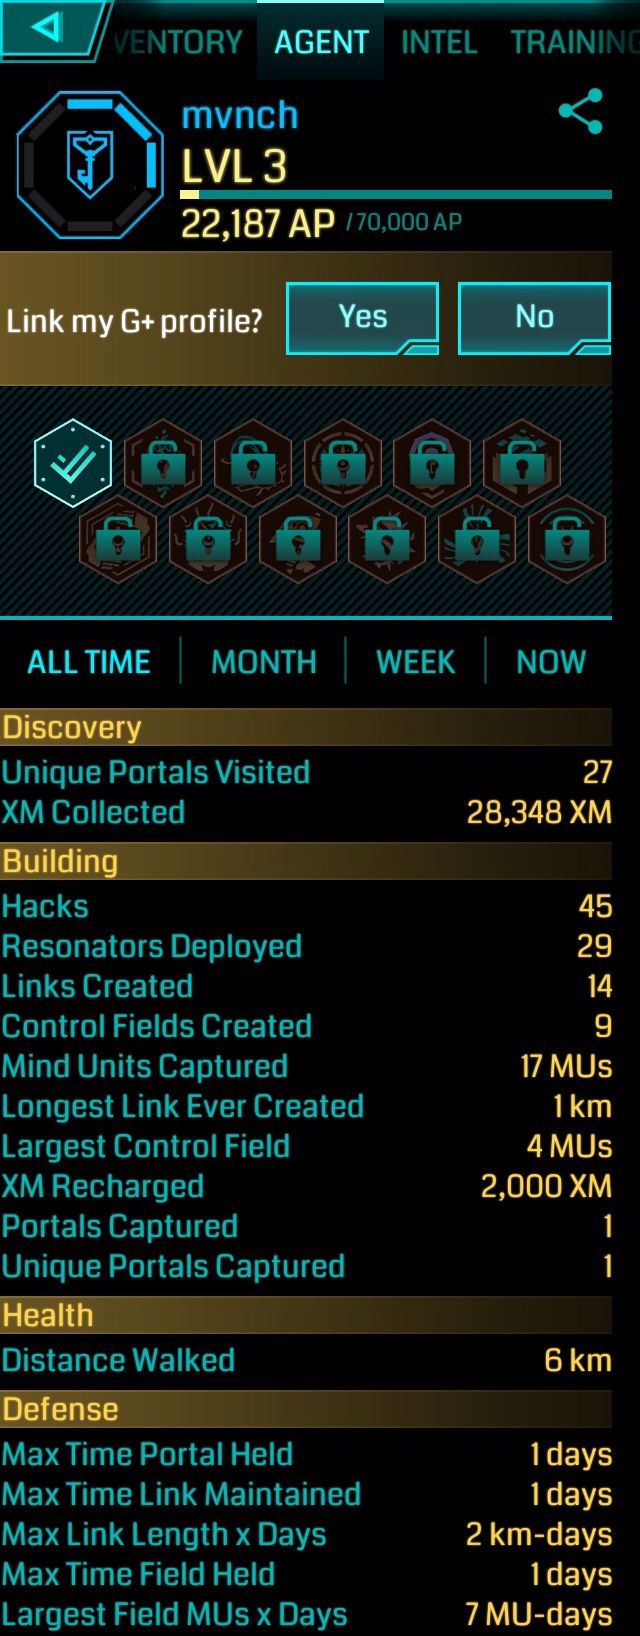 VENTORY AGENT INTEL TRAINING
mvnch
LVL 3
22,187 AP / 70,000 AP
Link my G+ profile? Yes No
ALL TIME MONTH WEEK NOW
Discovery
Unique Portals Visited 27
XM Collected 28,348 XM
Building
Hacks 45
Resonators Deployed 29
Links Created 14
Control Fields Created 9
Mind Units Captured 17 MUs
Longest Link Ever Created 1 km
Largest Control Field 4 MUs
XM Recharged 2,000 XM
Portals Captured 1
Unique Portals Captured 1
Health
Distance Walked 6 km
Defense
Max Time Portal Held 1 days
Max Time Link Maintained 1 days
Max Link Length x Days 2 km-days
Max Time Field Held 1 days
Largest Field MUs x Days 7 MU-days